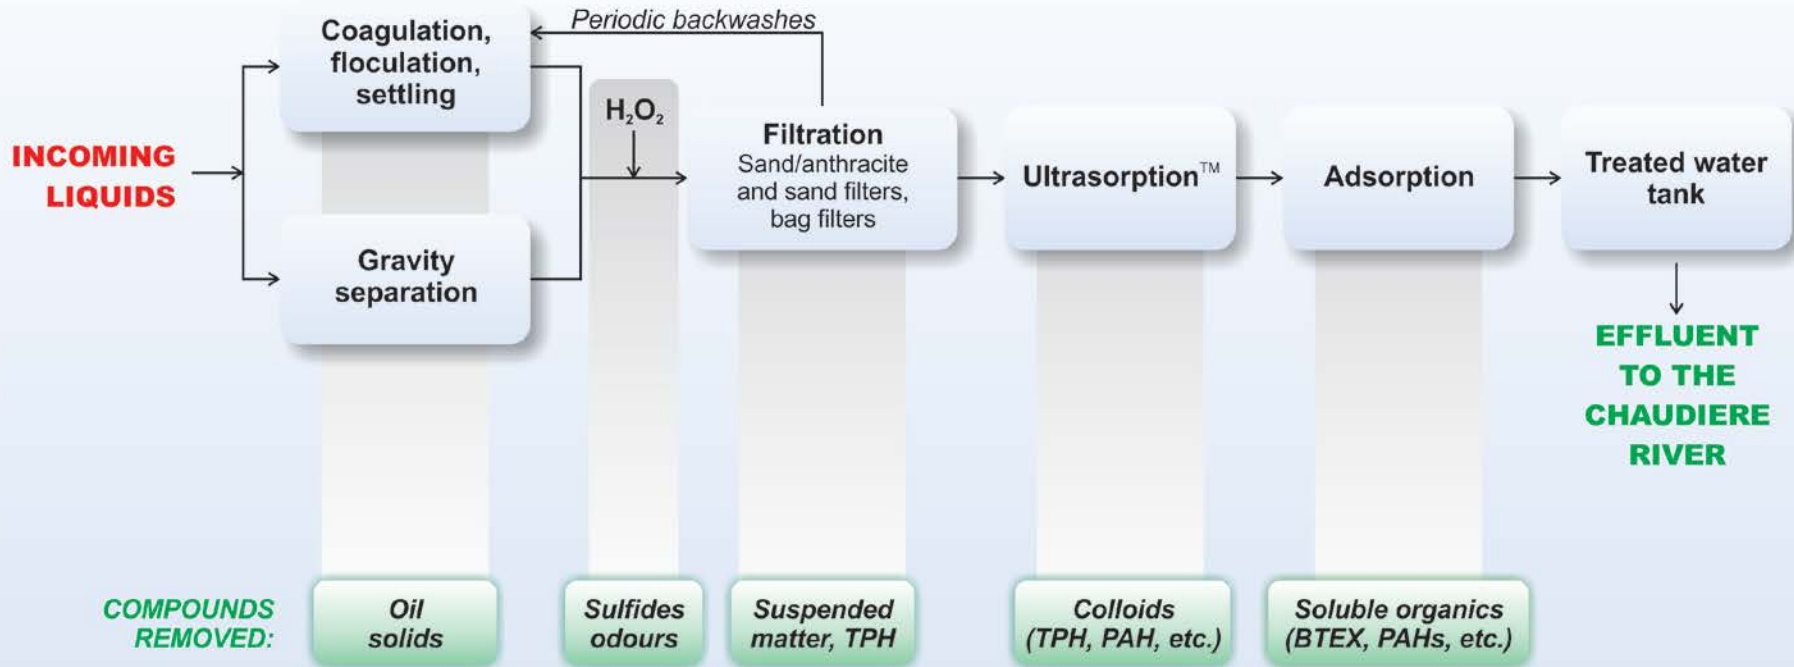 Periodic backwashes
Coagulation,
floculation,
settling
H₂O₂
INCOMING
LIQUIDS
Gravity
separation
Filtration
Sand/anthracite
and sand filters,
bag filters
Ultrasorption™
Adsorption
Treated water
tank
EFFLUENT
TO THE
CHAUDIERE
RIVER
COMPOUNDS
REMOVED:
Oil
solids
Sulfides
odours
Suspended
matter, TPH
Colloids
(TPH, PAH, etc.)
Soluble organics
(BTEX, PAHs, etc.)